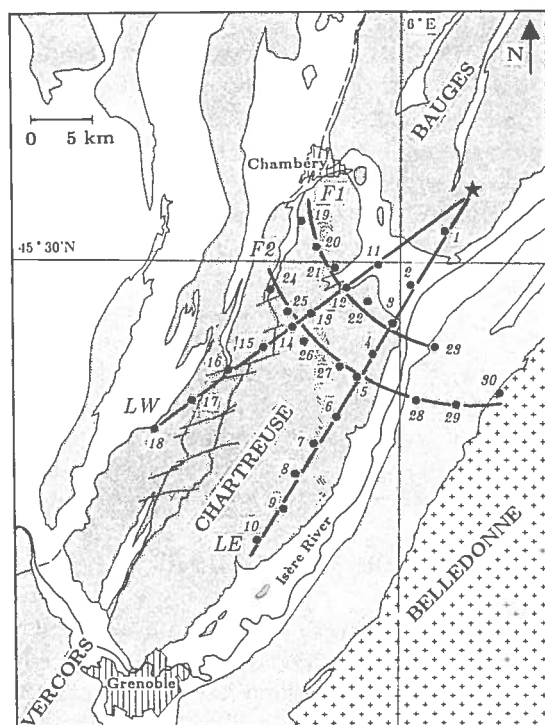 6°E
N
BAUGES
0 5 km
Chambéry
F1
19
1
20
45°30'N
F2
11
21
2
24
12
22
3
25
19
23
14
15
26
4
16
27
5
30
LW
17
28
29
6
18
7
CHARTREUSE
8
9
10
LE
Isère River
BELLEDONNE
VERCORS
Grenoble